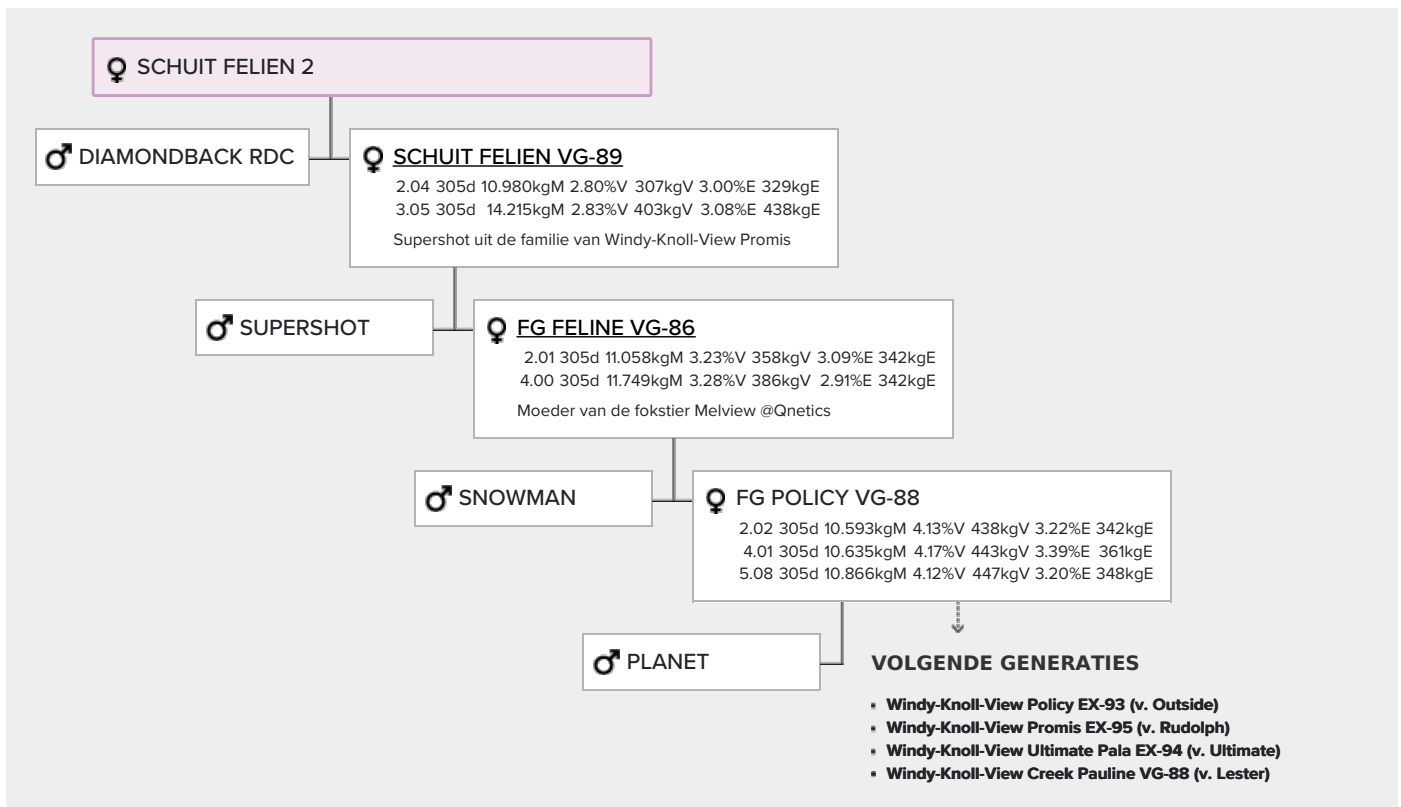 SCHUIT FELIEN 2
DIAMONDBACK RDC
SCHUIT FELIEN VG-89
2.04 305d 10.980kgM 2.80%V 307kgV 3.00%E 329kgE
3.05 305d 14.215kgM 2.83%V 403kgV 3.08%E 438kgE
Supershot uit de familie van Windy-Knoll-View Promis
SUPERSHOT
FG FELINE VG-86
2.01 305d 11.058kgM 3.23%V 358kgV 3.09%E 342kgE
4.00 305d 11.749kgM 3.28%V 386kgV 2.91%E 342kgE
Moeder van de fokstier Melview @Qnetics
SNOWMAN
FG POLICY VG-88
2.02 305d 10.593kgM 4.13%V 438kgV 3.22%E 342kgE
4.01 305d 10.635kgM 4.17%V 443kgV 3.39%E 361kgE
5.08 305d 10.866kgM 4.12%V 447kgV 3.20%E 348kgE
PLANET
VOLGENDE GENERATIES
• Windy-Knoll-View Policy EX-93 (v. Outside)
• Windy-Knoll-View Promis EX-95 (v. Rudolph)
• Windy-Knoll-View Ultimate Pala EX-94 (v. Ultimate)
• Windy-Knoll-View Creek Pauline VG-88 (v. Lester)